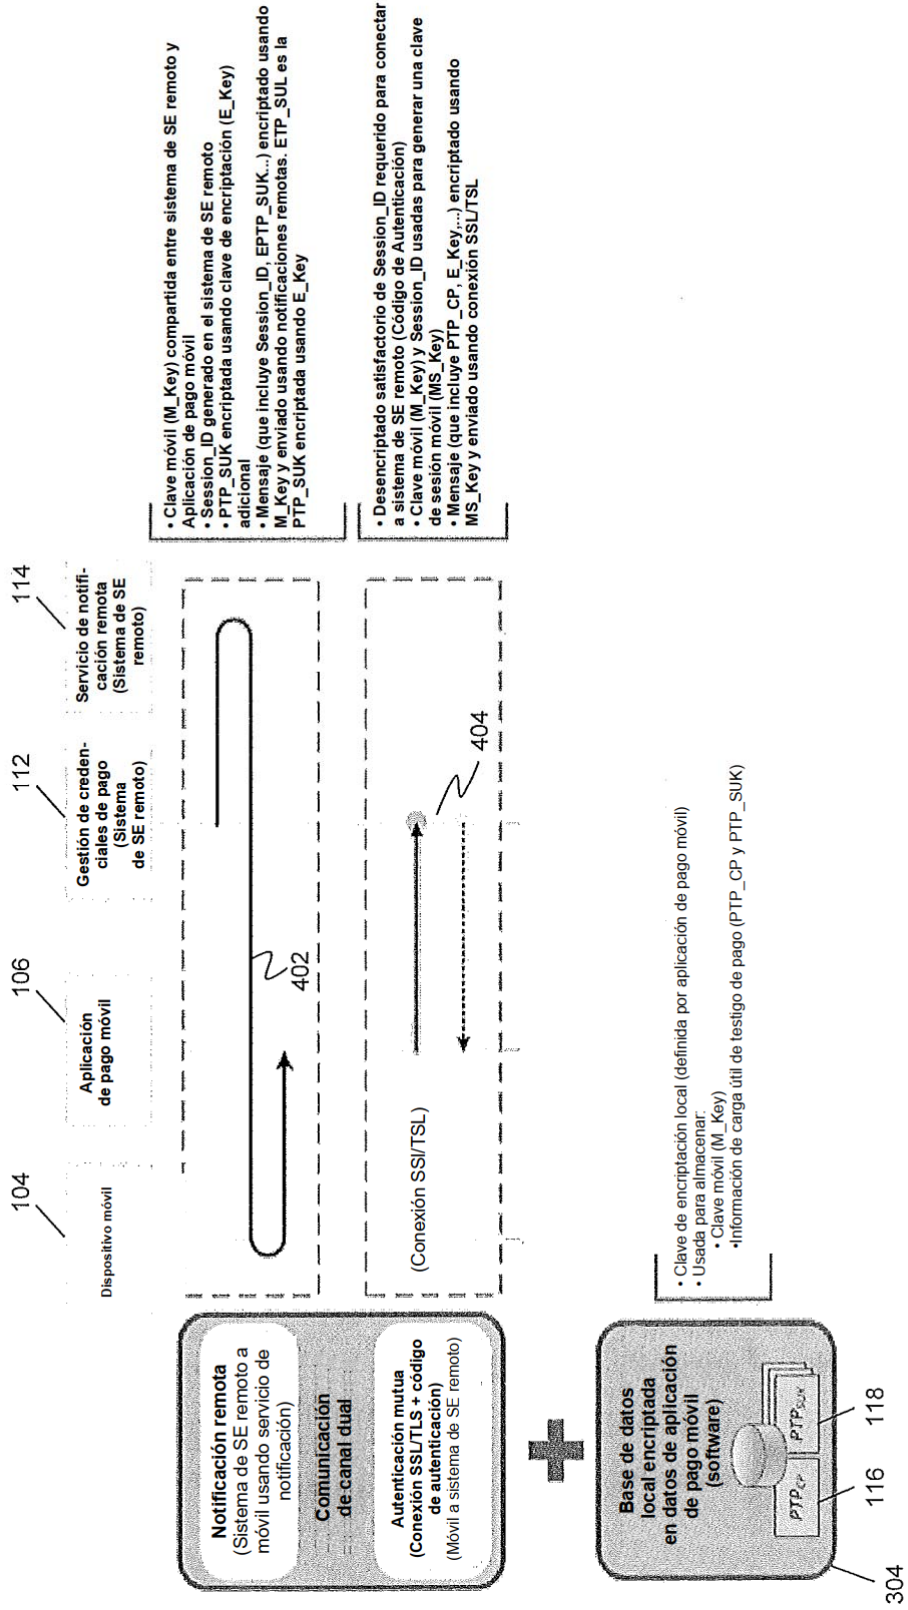 104
Dispositivo móvil
106
Aplicación
de pago móvil
112
Gestión de creden-
ciales de pago
(Sistema
de SE remoto)
114
Servicio de notifi-
cación remota
(Sistema de SE
remoto)
Notificación remota
(Sistema de SE remoto a
móvil usando servicio de
notificación)
Comunicación
de canal dual
Autenticación mutua
(Conexión SSL/TLS + código
de autenticación)
(Móvil a sistema de SE remoto)
402
(Conexión SSI/TSL)
404
• Clave móvil (M_Key) compartida entre sistema de SE remoto y
Aplicación de pago móvil
• Session_ID generado en el sistema de SE remoto
• PTP_SUK encriptada usando clave de encriptación (E_Key)
adicional
• Mensaje (que incluye Session_ID, EPTP_SUK...) encriptado usando
M_Key y enviado usando notificaciones remotas. ETP_SUL es la
PTP_SUK encriptada usando E_Key
• Desencriptado satisfactorio de Session_ID requerido para conectar
a sistema de SE remoto (Código de Autenticación)
• Clave móvil (M_Key) y Session_ID usadas para generar una clave
de sesión móvil (MS_Key)
• Mensaje (que incluye PTP_CP, E_Key,...) encriptado usando
MS_Key y enviado usando conexión SSL/TSL
Base de datos
local encriptada
en datos de aplicación
de pago móvil
(software)
PTPCP
PTPSUK
116
118
304
• Clave de encriptación local (definida por aplicación de pago móvil)
• Usada para almacenar:
• Clave móvil (M_Key)
•Información de carga útil de testigo de pago (PTP_CP y PTP_SUK)